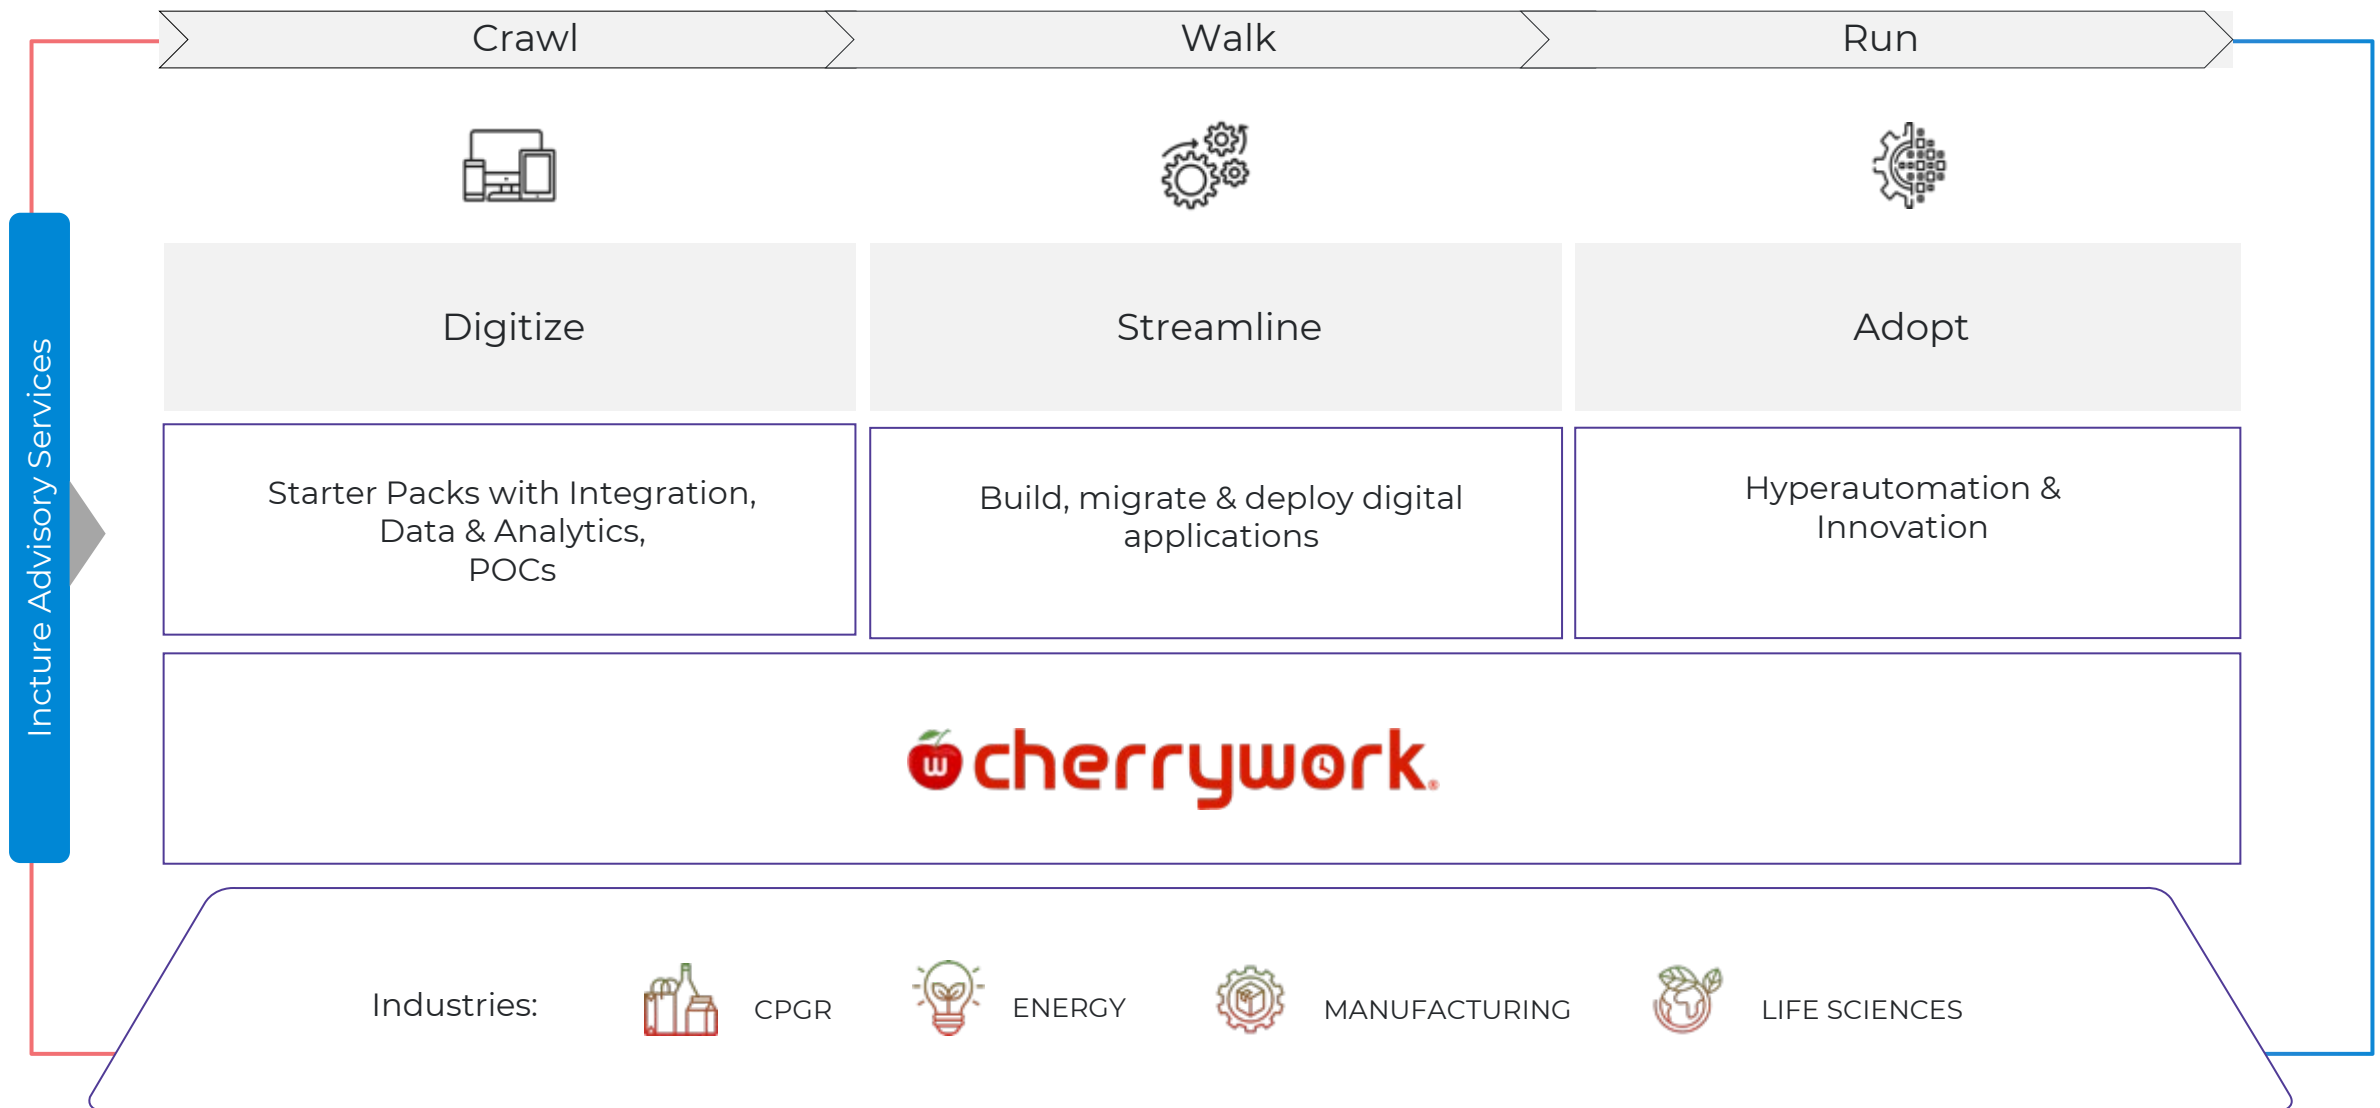 Crawl
Walk
Run
Digitize
Streamline
Adopt
Incture Advisory Services
Starter Packs with Integration,
Data & Analytics,
POCs
Build, migrate & deploy digital
applications
Hyperautomation &
Innovation
w cherrywork®
Industries:
CPGR
ENERGY
MANUFACTURING
LIFE SCIENCES